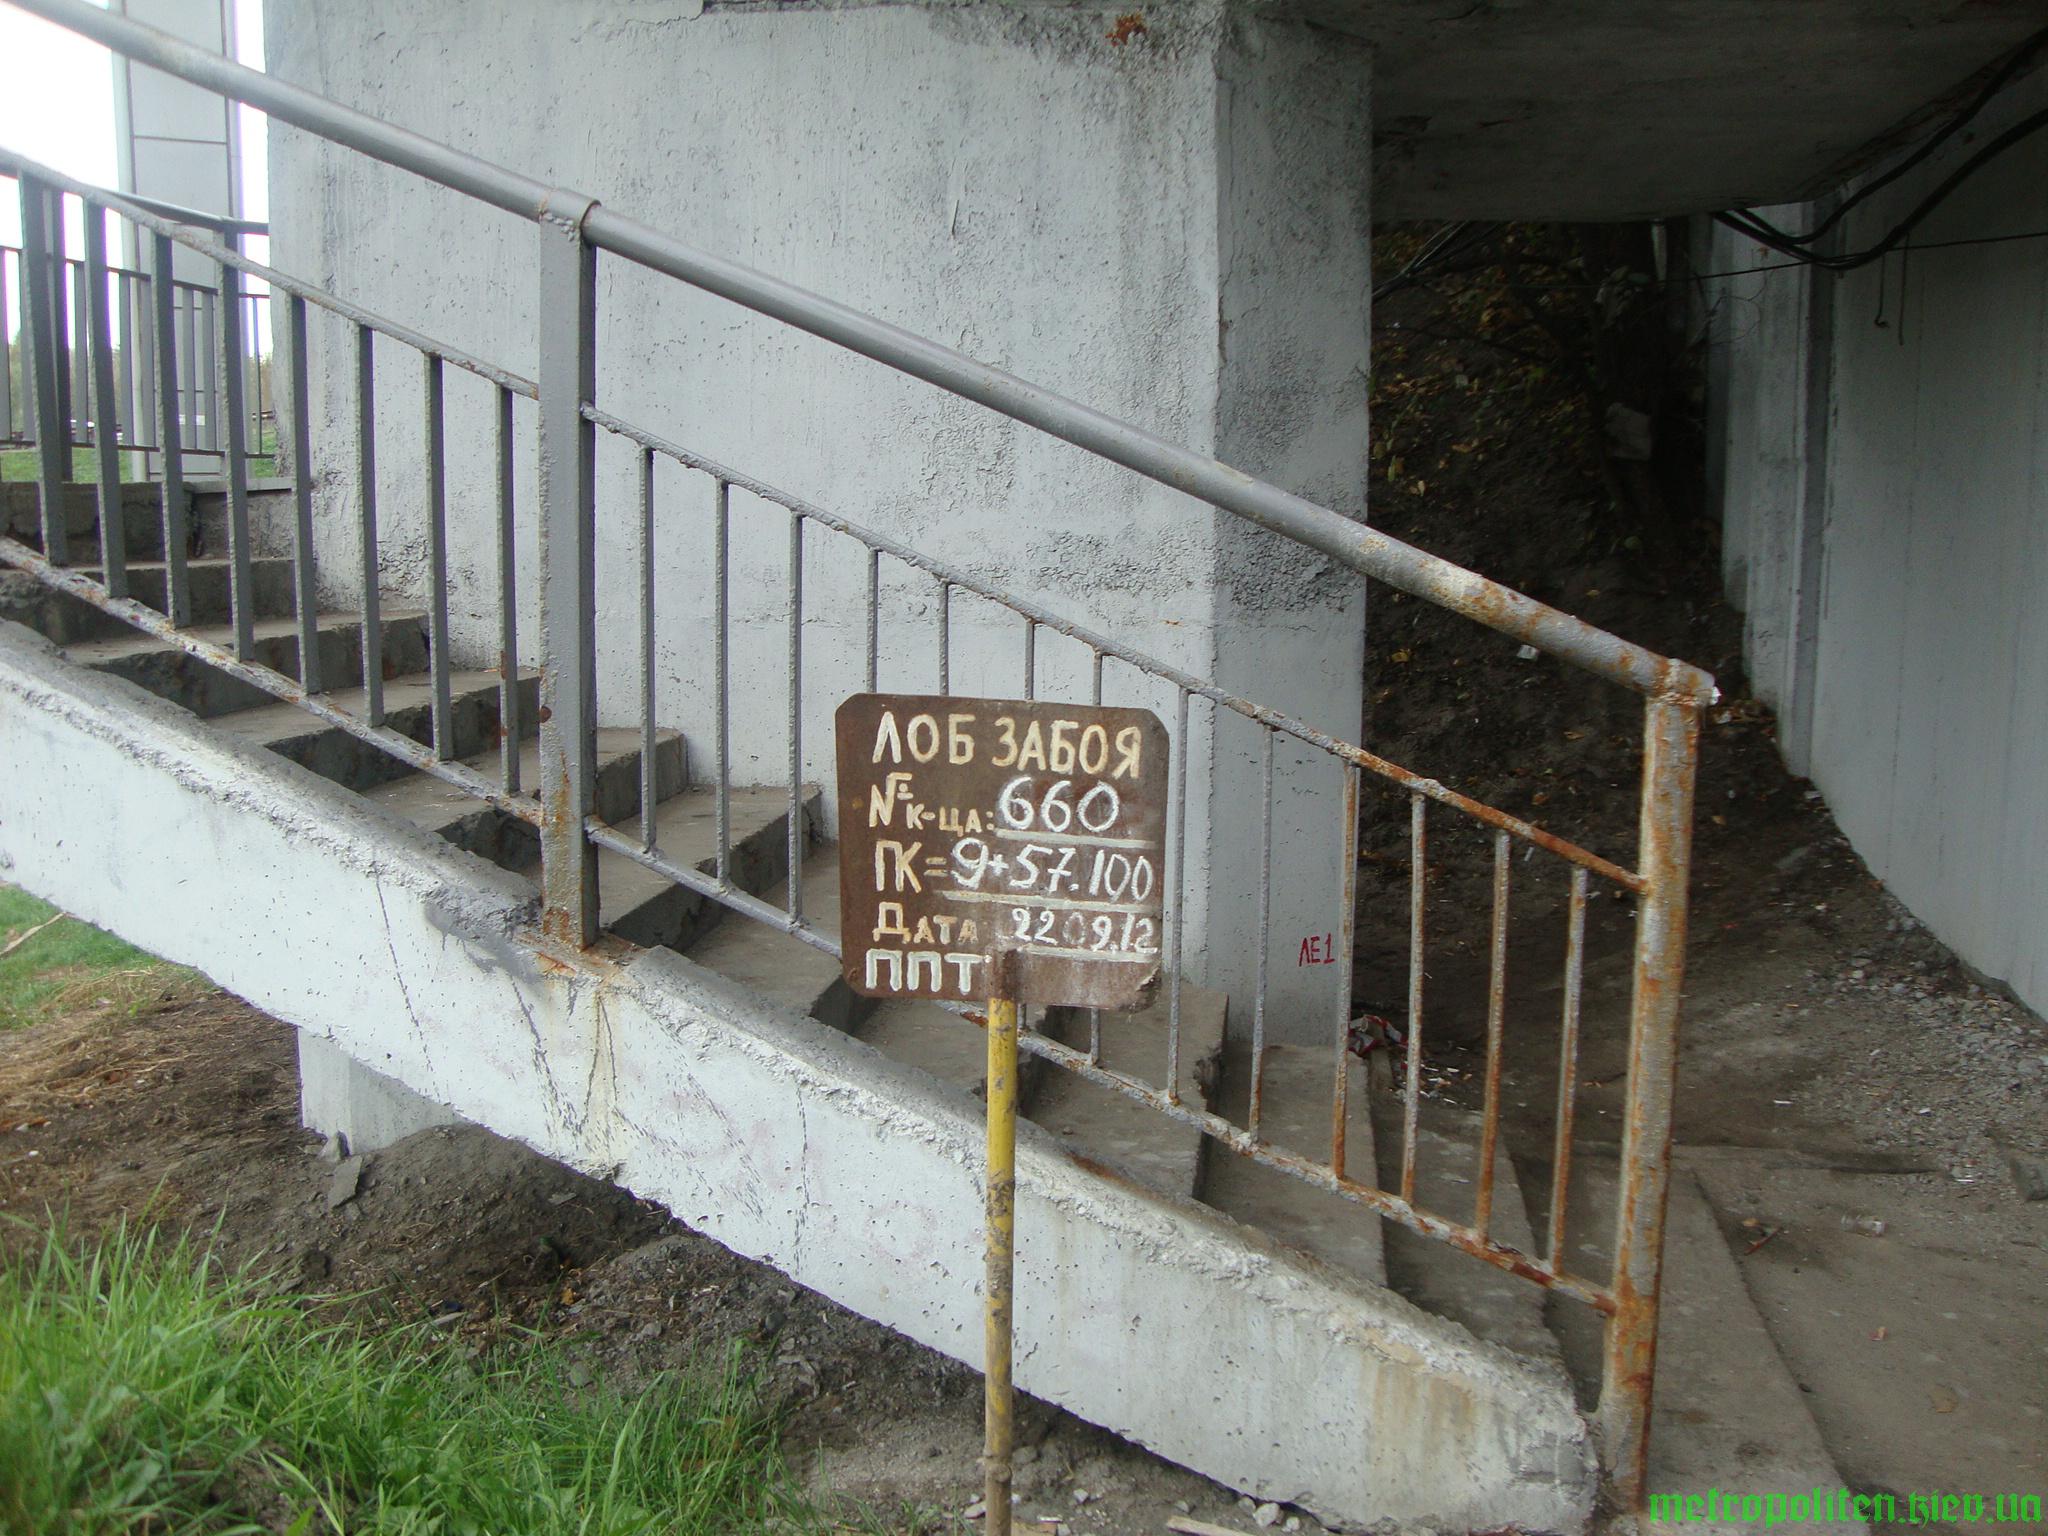 ЛОБ ЗАБОЯ
№ к-ца: 660
ПК=9+57.100
Дата 22 09.12
ППТ
ЛЕ1
metropoliten.kiev.ua